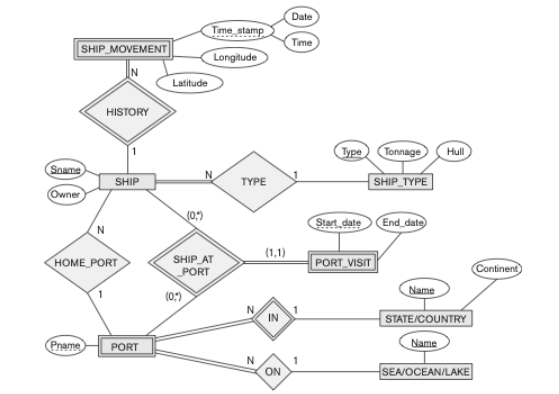 Date
Time_stamp
SHIP_MOVEMENT
Time
Longitude
N
Latitude
HISTORY
1
Sname
Type
Tonnage
Hull
N
1
SHIP
TYPE
SHIP_TYPE
Owner
(0,*)
Start_date
End_date
N
(1,1)
HOME_PORT
SHIP_AT
_PORT
PORT_VISIT
Continent
1
(0,*)
Name
N
IN
1
STATE/COUNTRY
Pname
PORT
Name
N
1
ON
SEA/OCEAN/LAKE